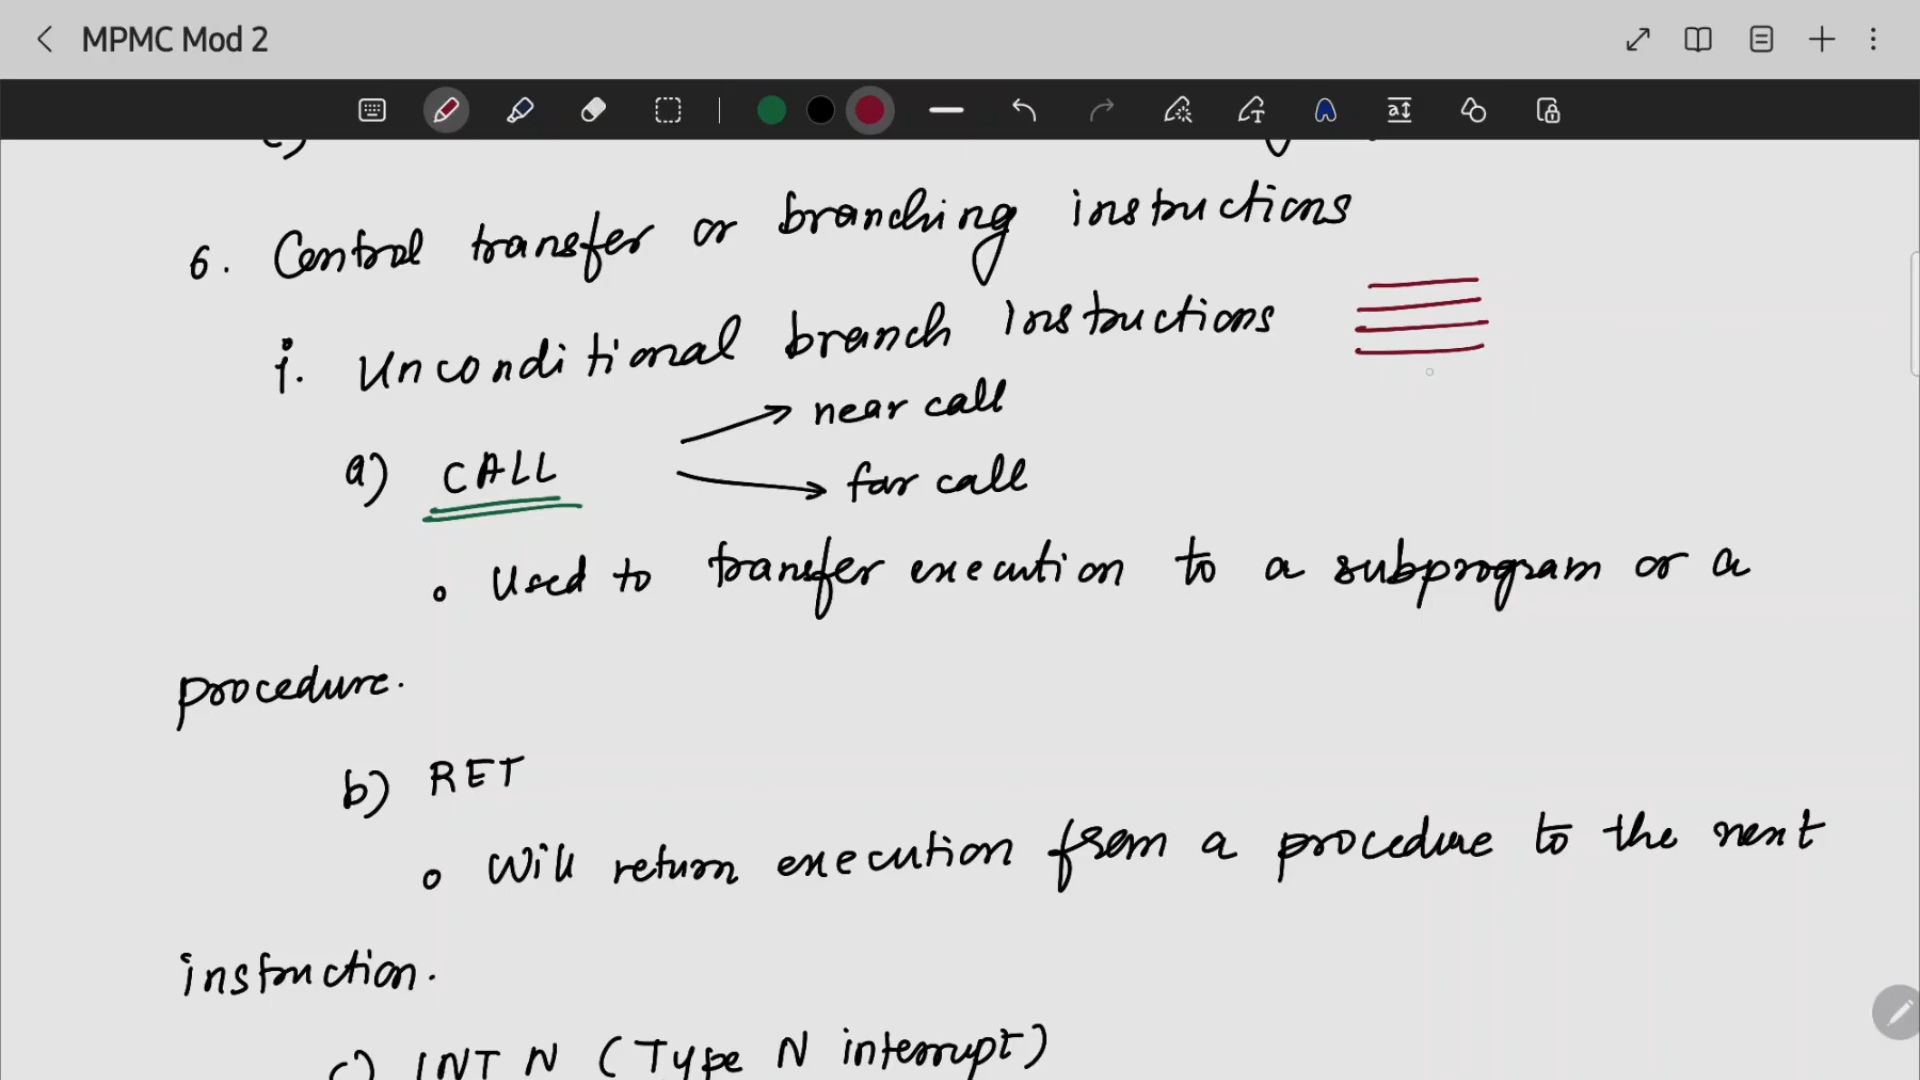 MPMC Mod 2
6. Control transfer or branching instructions
i. Unconditional branch instructions
near call
a) CALL
far call
Used to transfer execution to a subprogram or a
procedure.
b) RET
Will return execution from a procedure to the next
instruction.
c) INT N (Type N interrupt)